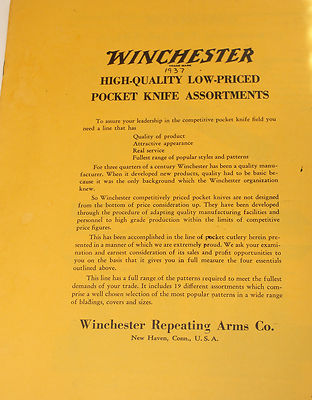 WINCHESTER
TRADE MARK
1937
HIGH-QUALITY LOW-PRICED
POCKET KNIFE ASSORTMENTS
To assure your leadership in the competitive pocket knife field you
need a line that has
Quality of product
Attractive appearance
Real service
Fullest range of popular styles and patterns
For three quarters of a century Winchester has been a quality manu-
facturer. When it developed new products, quality had to be basic be-
cause it was the only background which the Winchester organization
knew.
So Winchester competitively priced pocket knives are not designed
from the bottom of price consideration up. They have been developed
through the procedure of adapting quality manufacturing facilities and
personnel to high grade production within the limits of competitive
price figures.
This has been accomplished in the line of pocket cutlery herein pre-
sented in a manner of which we are extremely proud. We ask your exami-
nation and earnest consideration of its sales and profit opportunities to
you on the basis that it gives you in full measure the four essentials
outlined above.
This line has a full range of the patterns required to meet the fullest
demands of your trade. It includes 19 different assortments which com-
prise a well chosen selection of the most popular patterns in a wide range
of bladings, covers and sizes.
Winchester Repeating Arms Co.
New Haven, Conn., U. S. A.